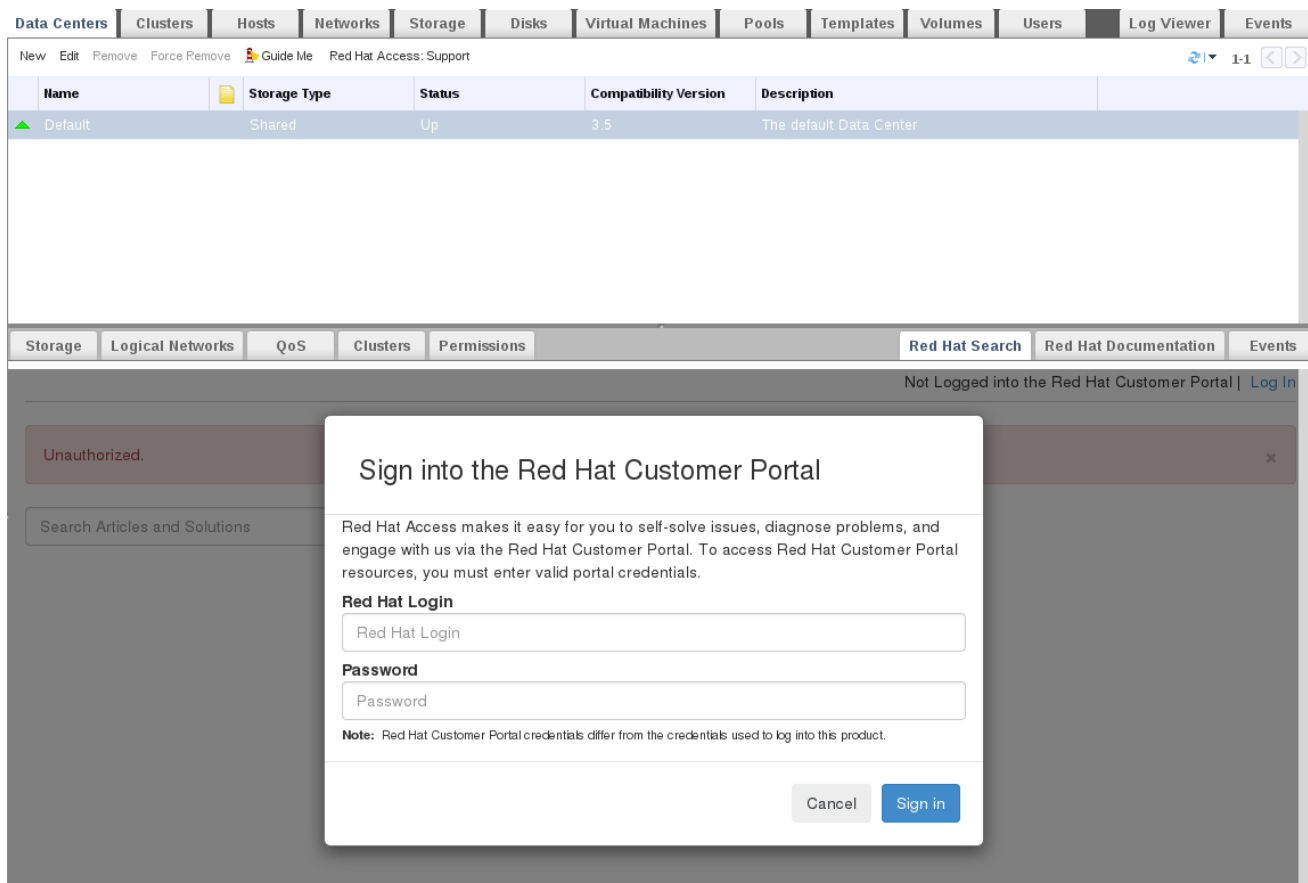 Data Centers Clusters Hosts Networks Storage Disks Virtual Machines Pools Templates Volumes Users Log Viewer Events
New Edit Remove Force Remove Guide Me Red Hat Access: Support 1-1
Name Storage Type Status Compatibility Version Description
Default Shared Up 3.5 The default Data Center
Storage Logical Networks QoS Clusters Permissions Red Hat Search Red Hat Documentation Events
Not Logged into the Red Hat Customer Portal | Log In
Unauthorized. ×
Search Articles and Solutions
Sign into the Red Hat Customer Portal
Red Hat Access makes it easy for you to self-solve issues, diagnose problems, and
engage with us via the Red Hat Customer Portal. To access Red Hat Customer Portal
resources, you must enter valid portal credentials.
Red Hat Login
Red Hat Login
Password
Password
Note: Red Hat Customer Portal credentials differ from the credentials used to log into this product.
Cancel Sign in